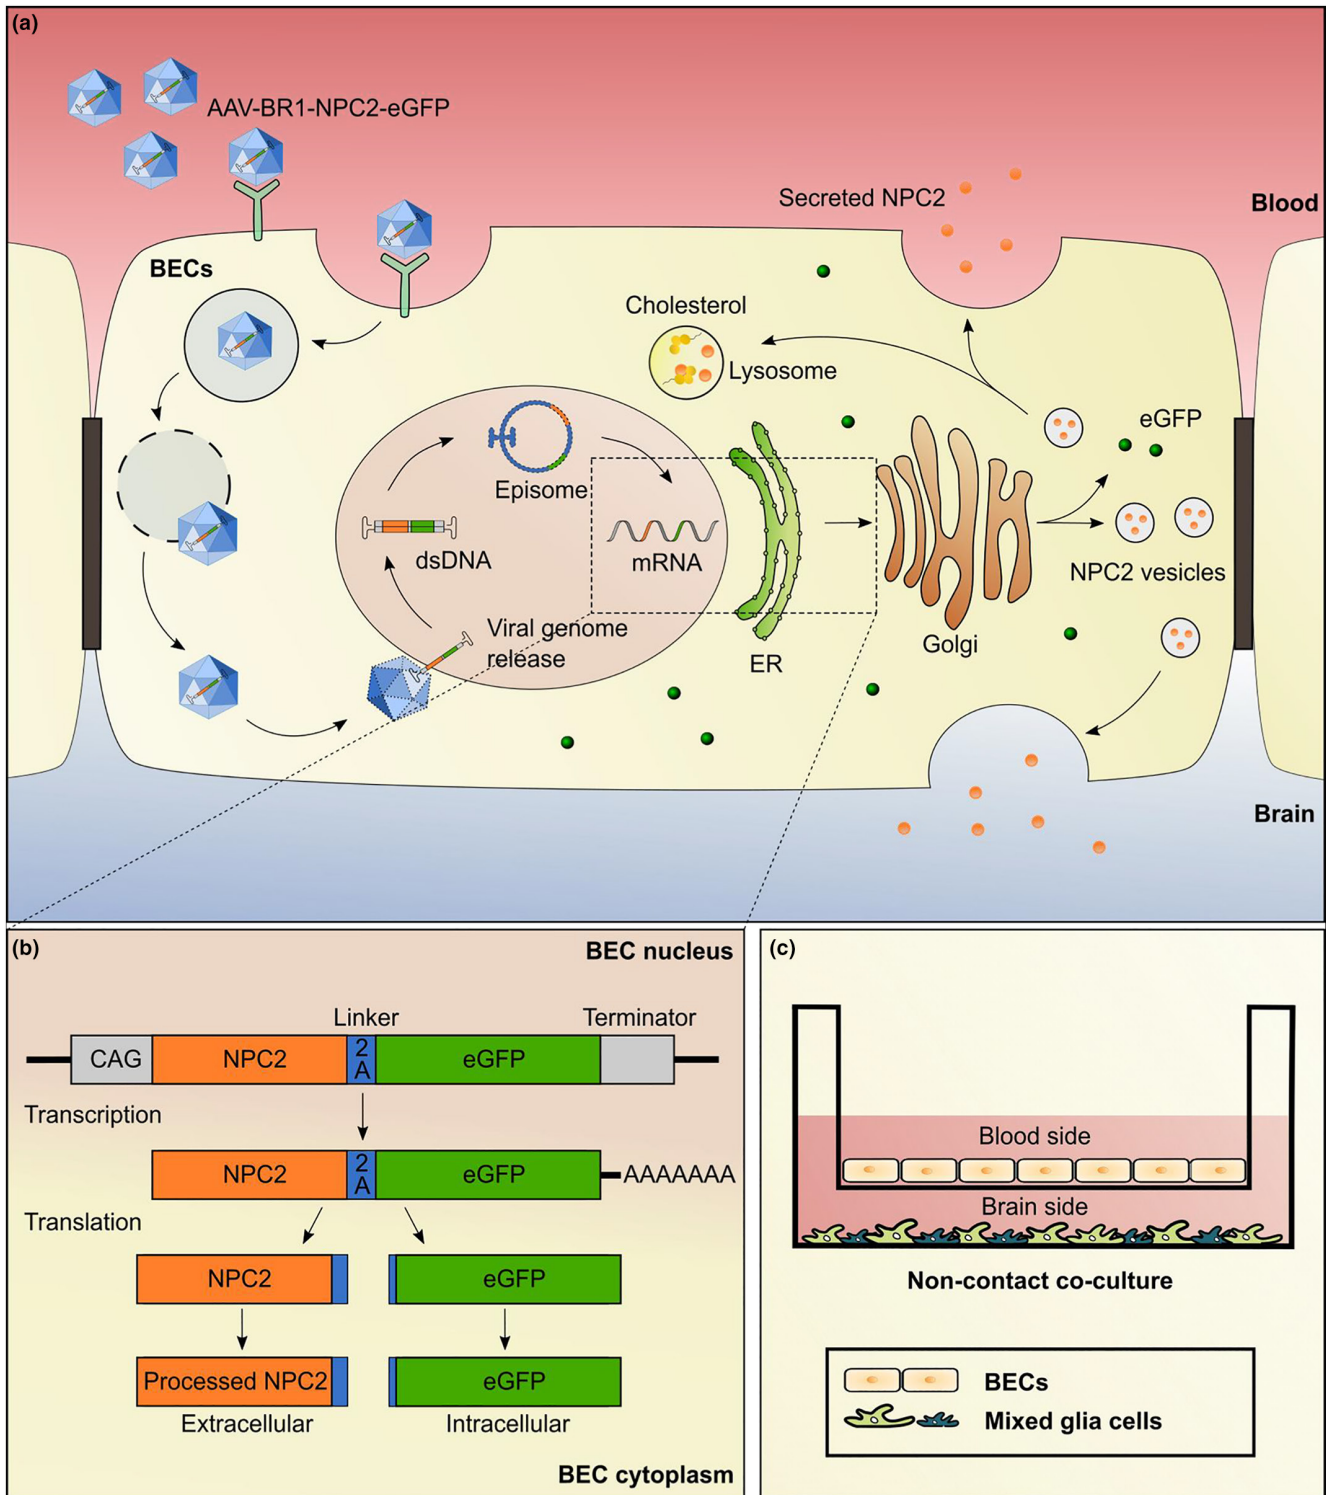 (a)
AAV-BR1-NPC2-eGFP
Secreted NPC2
Blood
BECs
Cholesterol
Lysosome
eGFP
Episome
dsDNA
mRNA
NPC2 vesicles
Viral genome
release
Golgi
ER
Brain
(b)
BEC nucleus
Linker
Terminator
CAG
NPC2
2
A
eGFP
Transcription
NPC2
2
A
eGFP
AAAAAAA
Translation
NPC2
eGFP
Processed NPC2
eGFP
Extracellular
Intracellular
BEC cytoplasm
(c)
Blood side
Brain side
Non-contact co-culture
BECs
Mixed glia cells